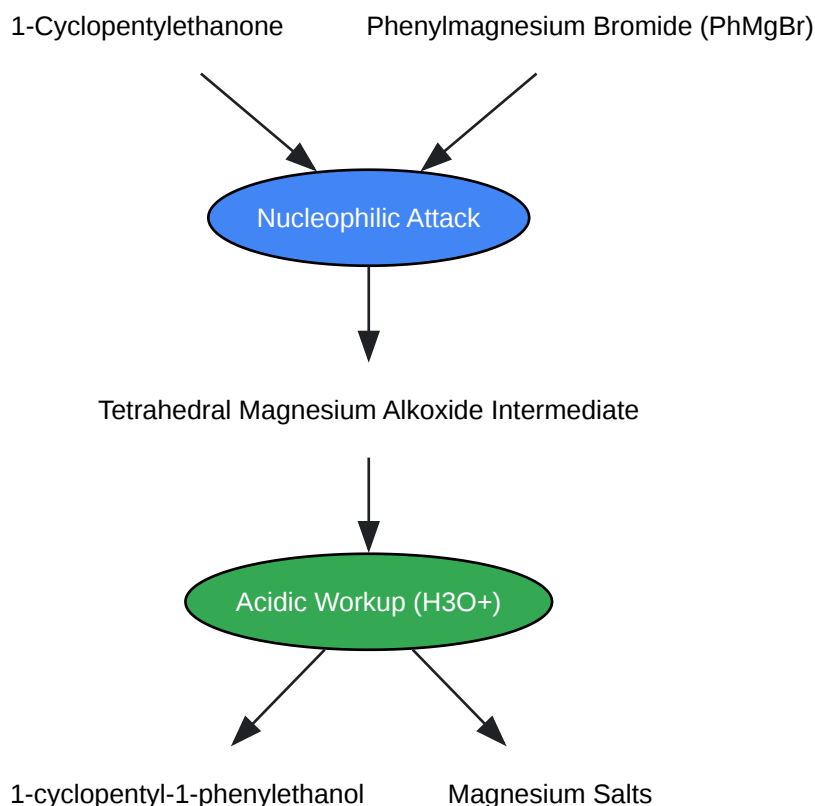 1-Cyclopentylethanone
Phenylmagnesium Bromide (PhMgBr)
Nucleophilic Attack
Tetrahedral Magnesium Alkoxide Intermediate
Acidic Workup (H3O+)
1-cyclopentyl-1-phenylethanol
Magnesium Salts